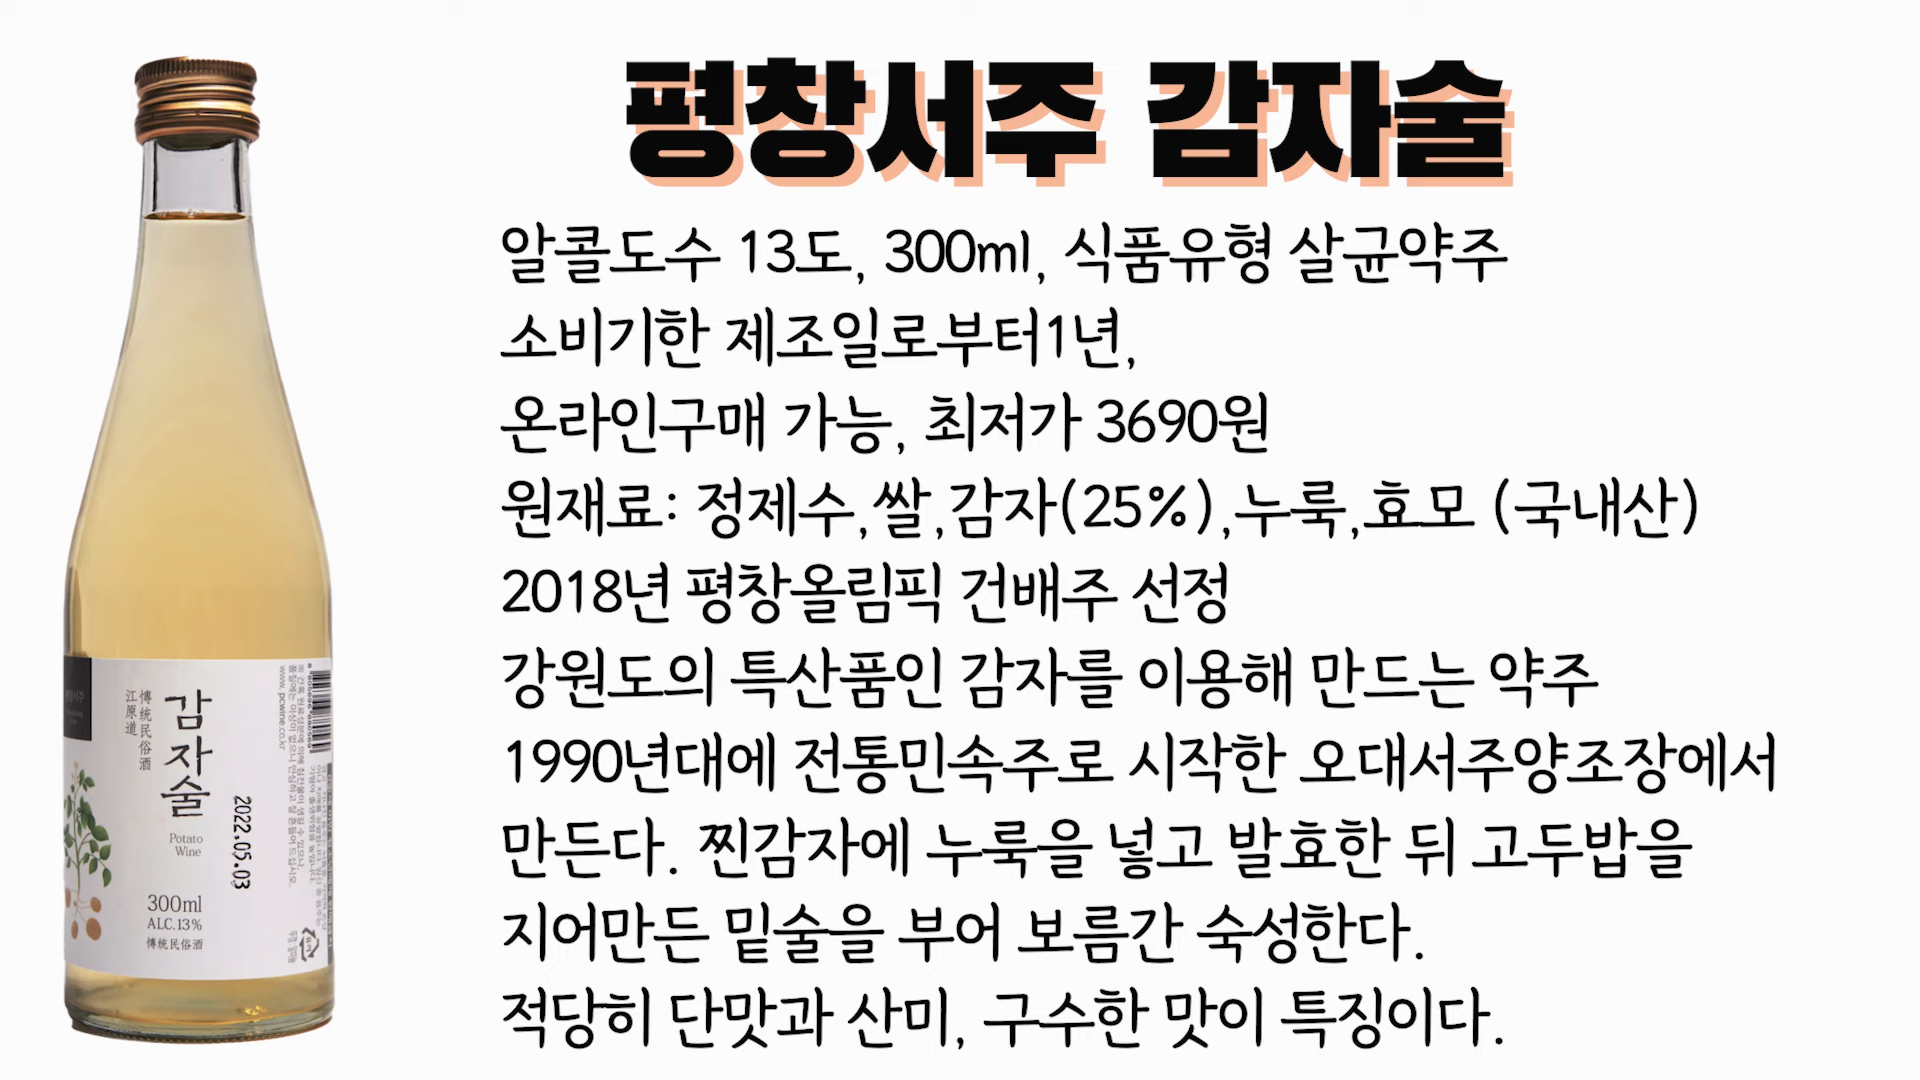 평창서주 감자술
알콜도수 13도, 300ml, 식품유형 살균약주
소비기한 제조일로부터1년,
온라인구매 가능, 최저가 3690원
원재료: 정제수,쌀,감자(25%),누룩,효모 (국내산)
2018년 평창올림픽 건배주 선정
강원도의 특산품인 감자를 이용해 만드는 약주
1990년대에 전통민속주로 시작한 오대서주양조장에서
만든다. 찐감자에 누룩을 넣고 발효한 뒤 고두밥을
지어만든 밑술을 부어 보름간 숙성한다.
적당히 단맛과 산미, 구수한 맛이 특징이다.
감자술
傳統民俗酒
江原道
Potato
Wine
2022.05.03
300ml
ALC.13%
傳統民俗酒
www.pcwine.co.kr